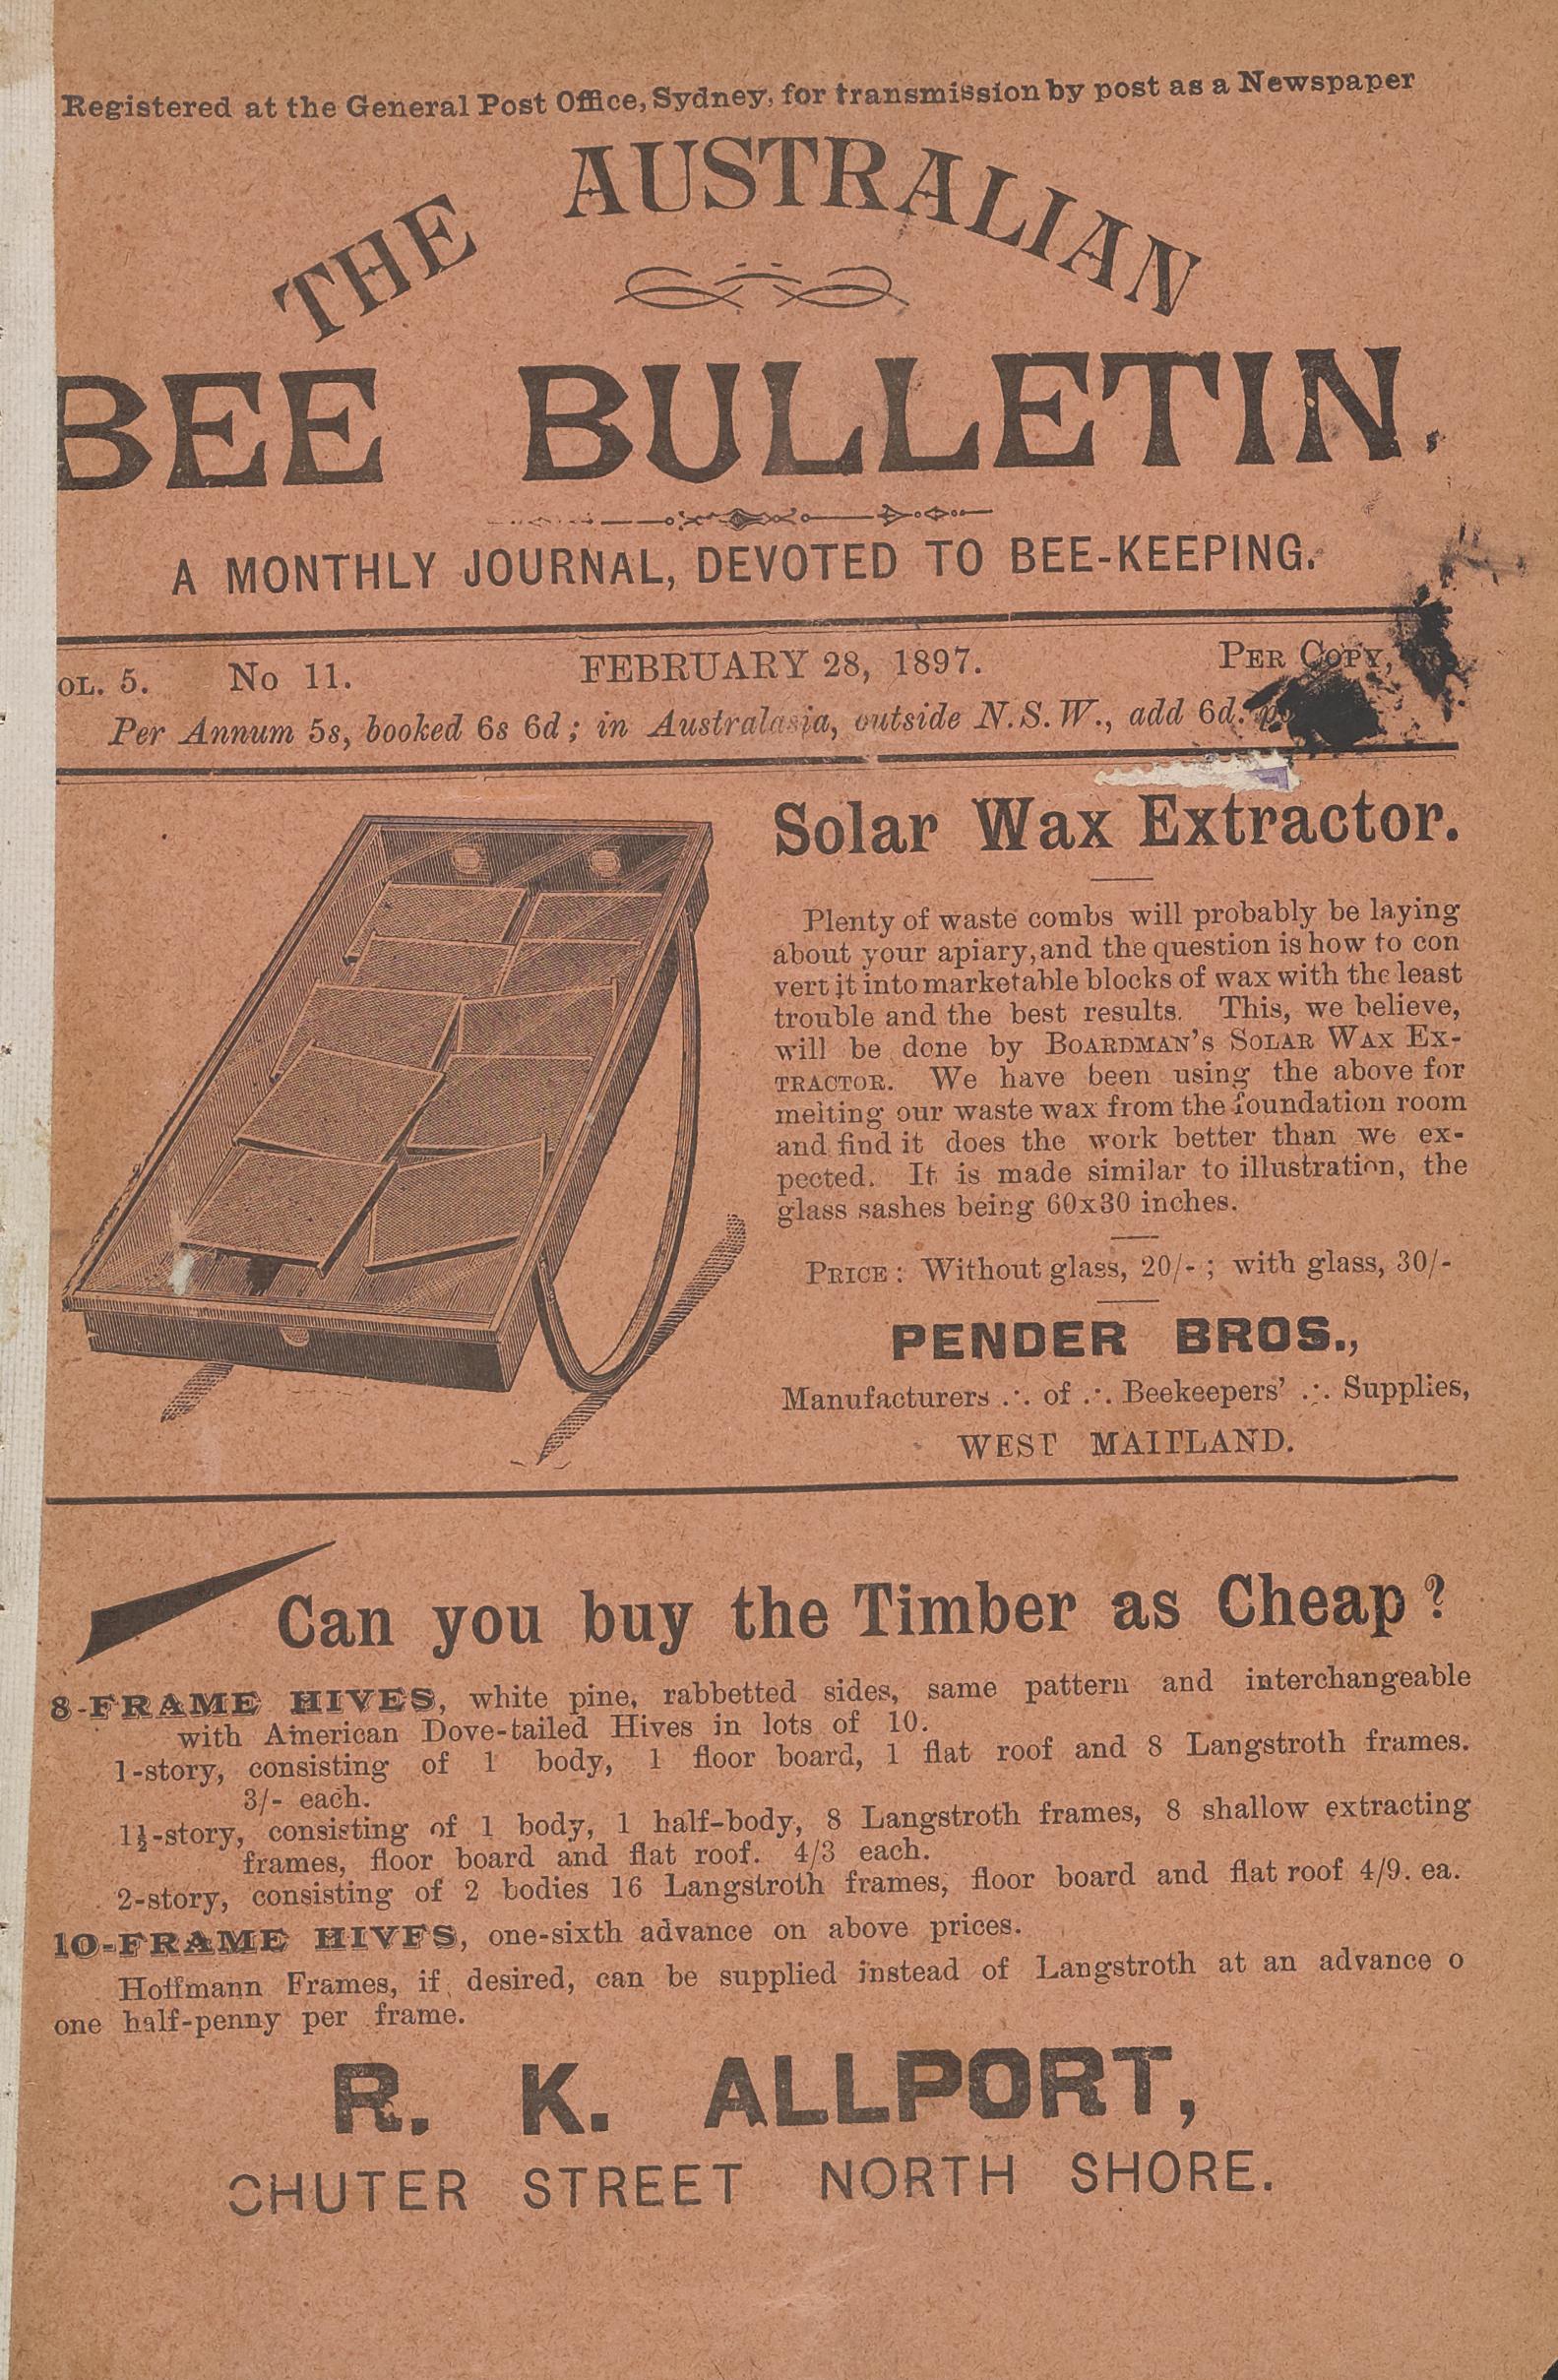 Registered at the General Post Office, Sydney, for transmission by post as a Newspaper
THE AUSTRALIAN
BEE BULLETIN.
A MONTHLY JOURNAL, DEVOTED TO BEE-KEEPING.
OL. 5. No 11. FEBRUARY 28, 1897. PER COPY,
Per Annum 5s, booked 6s 6d; in Australasia, outside N.S.W., add 6d.
Solar Wax Extractor.
Plenty of waste combs will probably be laying
about your apiary, and the question is how to con
vert it into marketable blocks of wax with the least
trouble and the best results. This, we believe,
will be done by BOARDMAN'S SOLAR WAX EX-
TRACTOR. We have been using the above for
melting our waste wax from the foundation room
and find it does the work better than we ex-
pected. It is made similar to illustration, the
glass sashes being 60x30 inches.
PRICE: Without glass, 20/-; with glass, 30/-
PENDER BROS.,
Manufacturers ∴ of ∴ Beekeepers' ∴ Supplies,
WEST MAITLAND.
Can you buy the Timber as Cheap?
8-FRAME HIVES, white pine, rabbetted sides, same pattern and interchangeable
with American Dove-tailed Hives in lots of 10.
1-story, consisting of 1 body, 1 floor board, 1 flat roof and 8 Langstroth frames.
3/- each.
1½-story, consisting of 1 body, 1 half-body, 8 Langstroth frames, 8 shallow extracting
frames, floor board and flat roof. 4/3 each.
2-story, consisting of 2 bodies 16 Langstroth frames, floor board and flat roof 4/9. ea.
10-FRAME HIVES, one-sixth advance on above prices.
Hoffmann Frames, if desired, can be supplied instead of Langstroth at an advance o
one half-penny per frame.
R. K. ALLPORT,
CHUTER STREET NORTH SHORE.